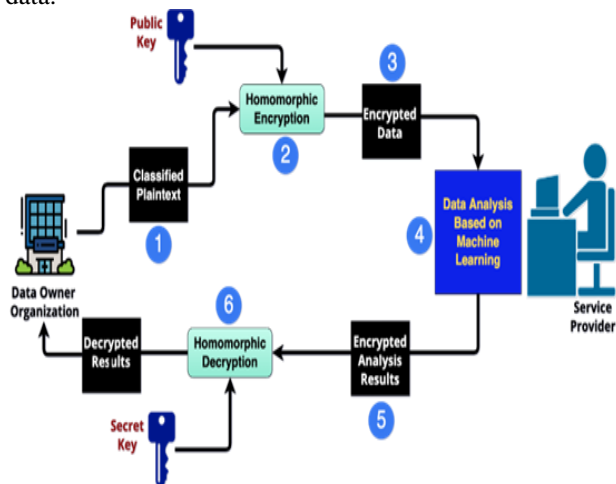 data.
Public
Key
3
Homomorphic
Encryption
Encrypted
Data
2
Classified
Plaintext
1
Data Analysis
Based on
Machine
Learning
4
Data Owner
Organization
Service
Provider
6
Decrypted
Results
Homomorphic
Decryption
Encrypted
Analysis
Results
5
Secret
Key